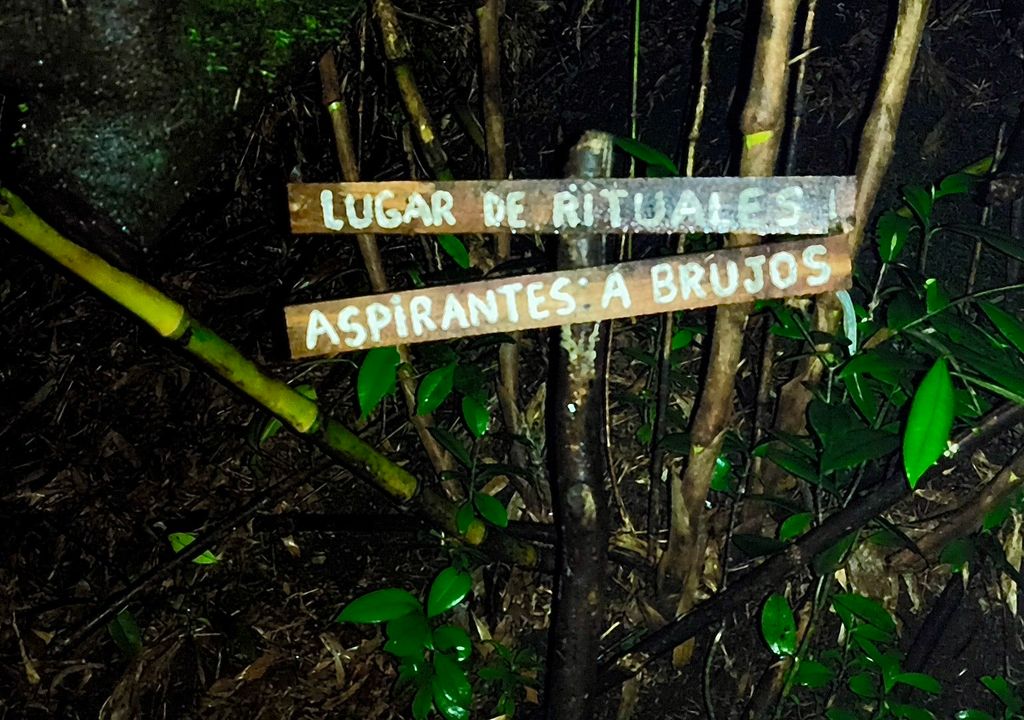 LUGAR DE RITUALES!
ASPIRANTES A BRUJOS